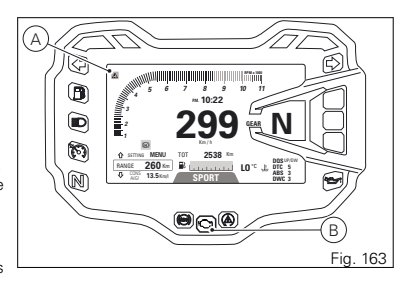 A
RPM x 1000
4 5 6 7 8 9 10 11
3
2
1
PM 10:22
299
Km/h
GEAR
N
SETTING MENU
TOT 2538 Km
RANGE 260 Km
CONS AVG 13.5 Km/l
SPORT
LO °C
DQS UP/DW
DTC 5
ABS 3
DWC 3
N
B
e
s
Fig. 163